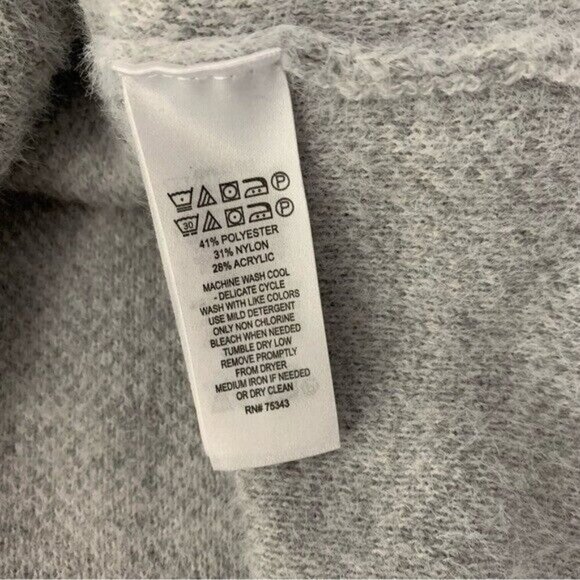 P
30 P
41% POLYESTER
31% NYLON
28% ACRYLIC
MACHINE WASH COOL
- DELICATE CYCLE
WASH WITH LIKE COLORS
USE MILD DETERGENT
ONLY NON CHLORINE
BLEACH WHEN NEEDED
TUMBLE DRY LOW
REMOVE PROMPTLY
FROM DRYER
MEDIUM IRON IF NEEDED
OR DRY CLEAN
RN# 75343